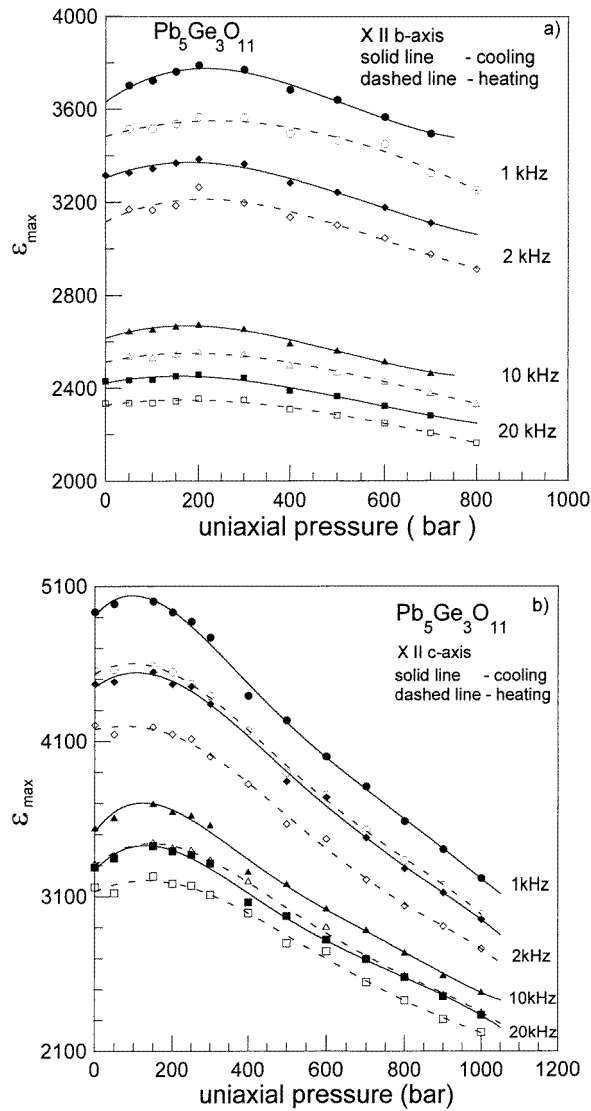 4000
Pb5Ge3O11
a)
X II b-axis
solid line - cooling
dashed line - heating
3600
1 kHz
3200
εmax
2 kHz
2800
10 kHz
2400
20 kHz
2000
0 200 400 600 800 1000
uniaxial pressure ( bar )
5100
b)
Pb5Ge3O11
X II c-axis
solid line - cooling
dashed line - heating
4100
εmax
3100
1kHz
2kHz
10kHz
20kHz
2100
0 200 400 600 800 1000 1200
uniaxial pressure (bar)